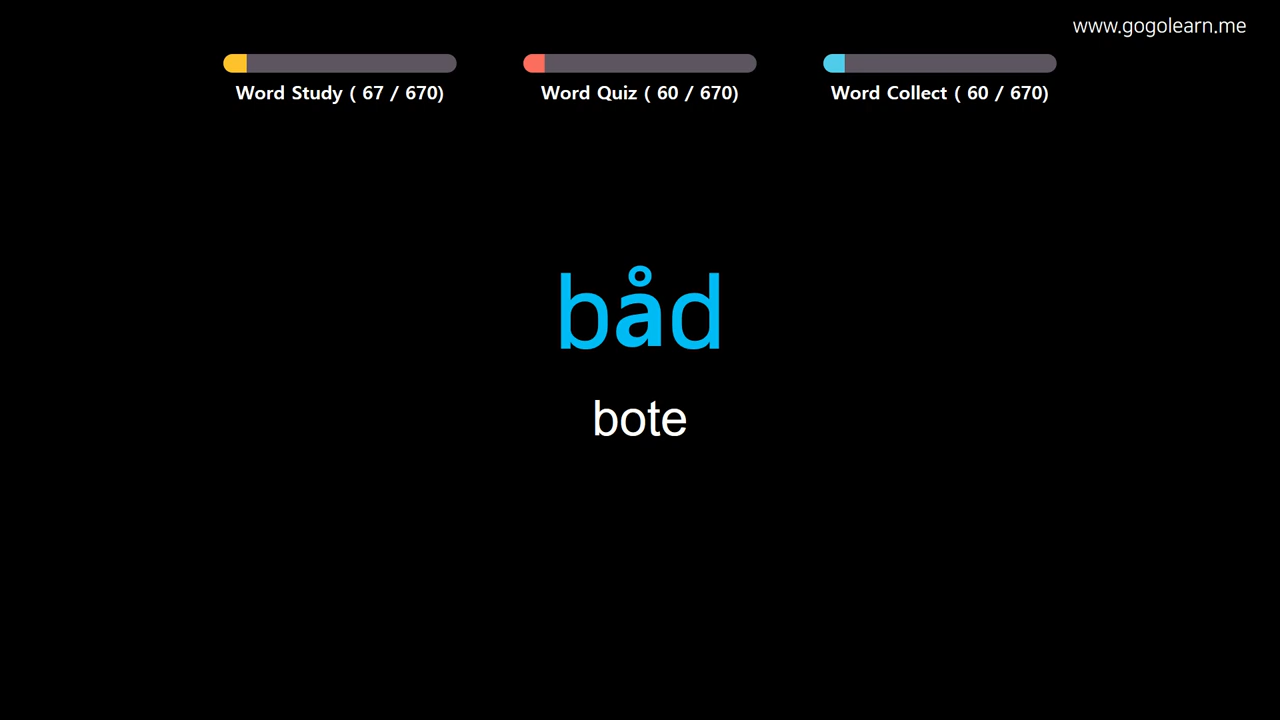 www.gogolearn.me
Word Study ( 67 / 670)
Word Quiz ( 60 / 670)
Word Collect ( 60 / 670)
båd
bote